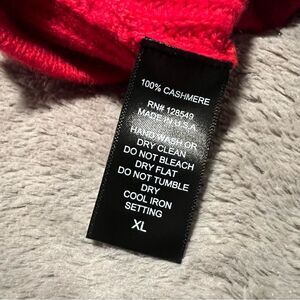 100% CASHMERE
RN# 128549
MADE IN U.S.A
HAND WASH OR
DRY CLEAN
DO NOT BLEACH
DRY FLAT
DO NOT TUMBLE
DRY
COOL IRON
SETTING
XL